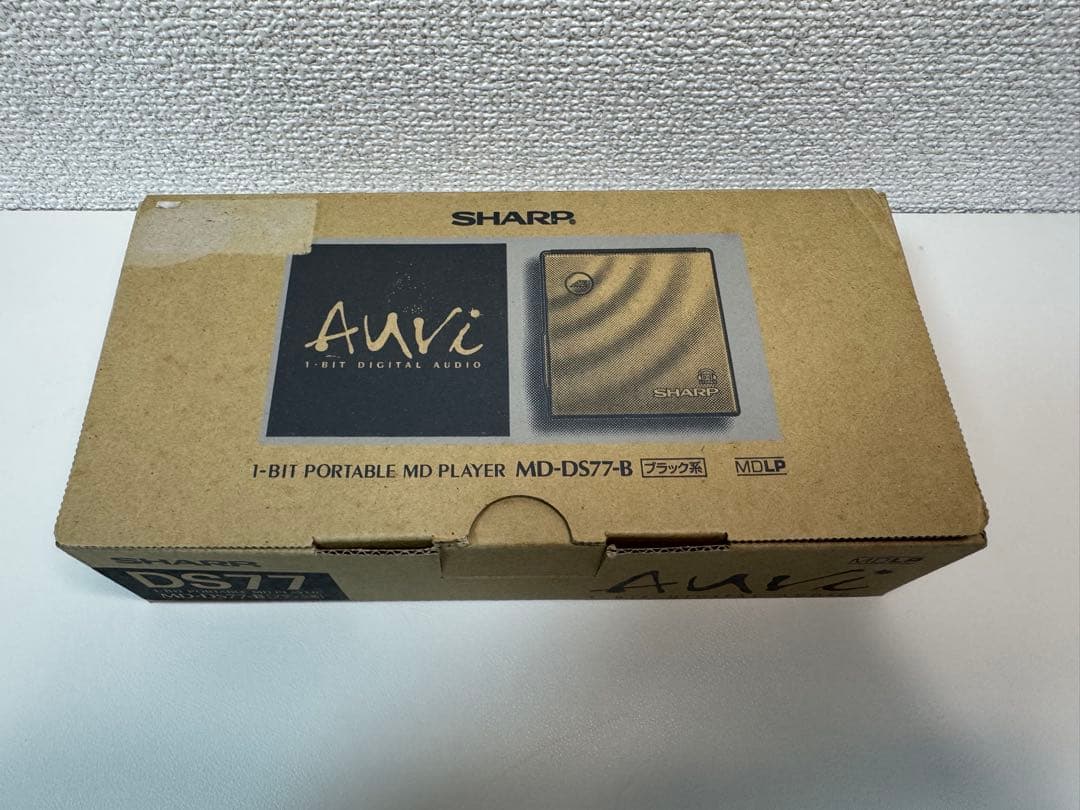 SHARP
Auvi
1-BIT DIGITAL AUDIO
SHARP
1-BIT PORTABLE MD PLAYER MD-DS77-B ブラック系 MDLP
SHARP
DS77
MDLP
Auvi